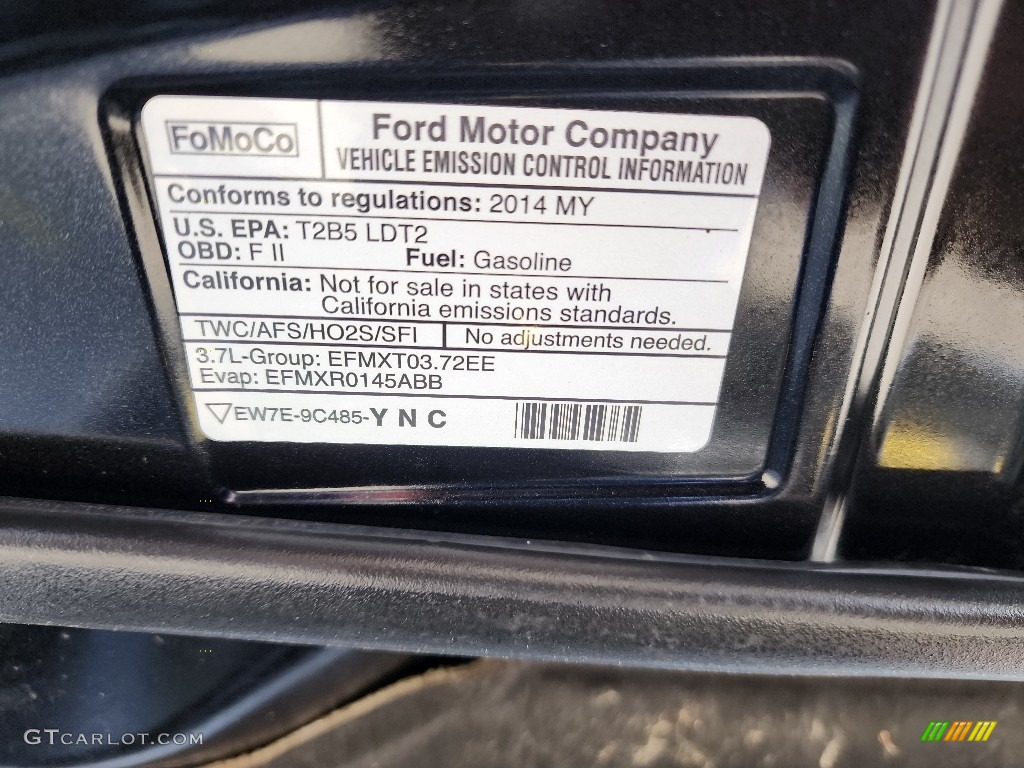 FoMoCo
Ford Motor Company
VEHICLE EMISSION CONTROL INFORMATION
Conforms to regulations: 2014 MY
U.S. EPA: T2B5 LDT2
OBD: F II Fuel: Gasoline
California: Not for sale in states with
California emissions standards.
TWC/AFS/HO2S/SFI No adjustments needed.
3.7L-Group: EFMXT03.72EE
Evap: EFMXR0145ABB
EW7E-9C485-Y N C
GTCARLOT.COM